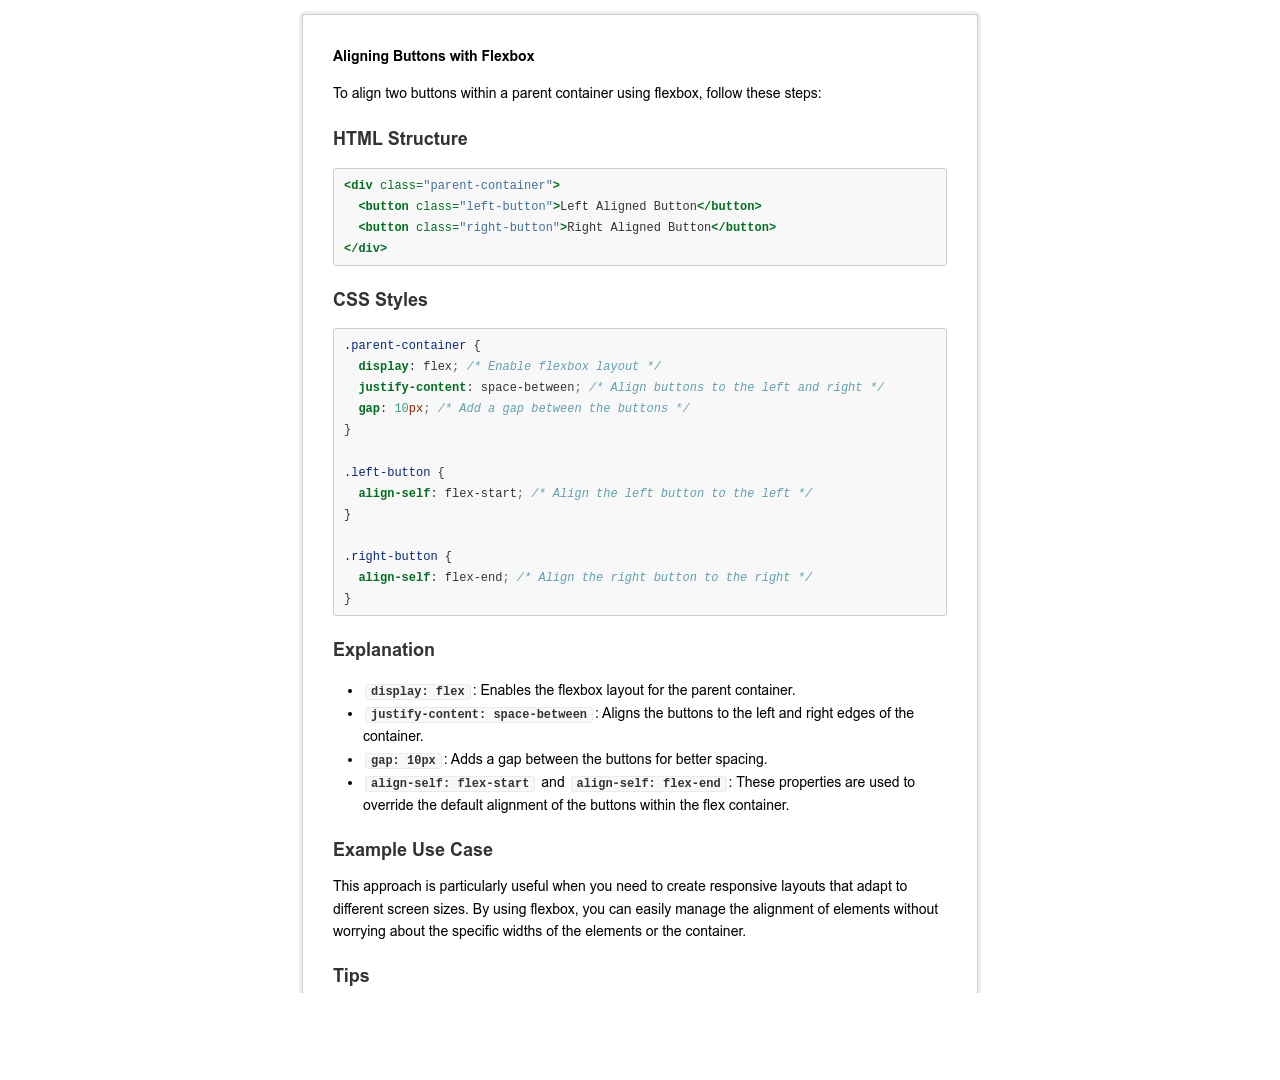 Aligning Buttons with Flexbox
To align two buttons within a parent container using flexbox, follow these steps:
HTML Structure
<div class="parent-container">
  <button class="left-button">Left Aligned Button</button>
  <button class="right-button">Right Aligned Button</button>
</div>
CSS Styles
.parent-container {
  display: flex; /* Enable flexbox layout */
  justify-content: space-between; /* Align buttons to the left and right */
  gap: 10px; /* Add a gap between the buttons */
}

.left-button {
  align-self: flex-start; /* Align the left button to the left */
}

.right-button {
  align-self: flex-end; /* Align the right button to the right */
}
Explanation
• display: flex: Enables the flexbox layout for the parent container.
• justify-content: space-between: Aligns the buttons to the left and right edges of the
container.
• gap: 10px: Adds a gap between the buttons for better spacing.
• align-self: flex-start and align-self: flex-end: These properties are used to
override the default alignment of the buttons within the flex container.
Example Use Case
This approach is particularly useful when you need to create responsive layouts that adapt to
different screen sizes. By using flexbox, you can easily manage the alignment of elements without
worrying about the specific widths of the elements or the container.
Tips